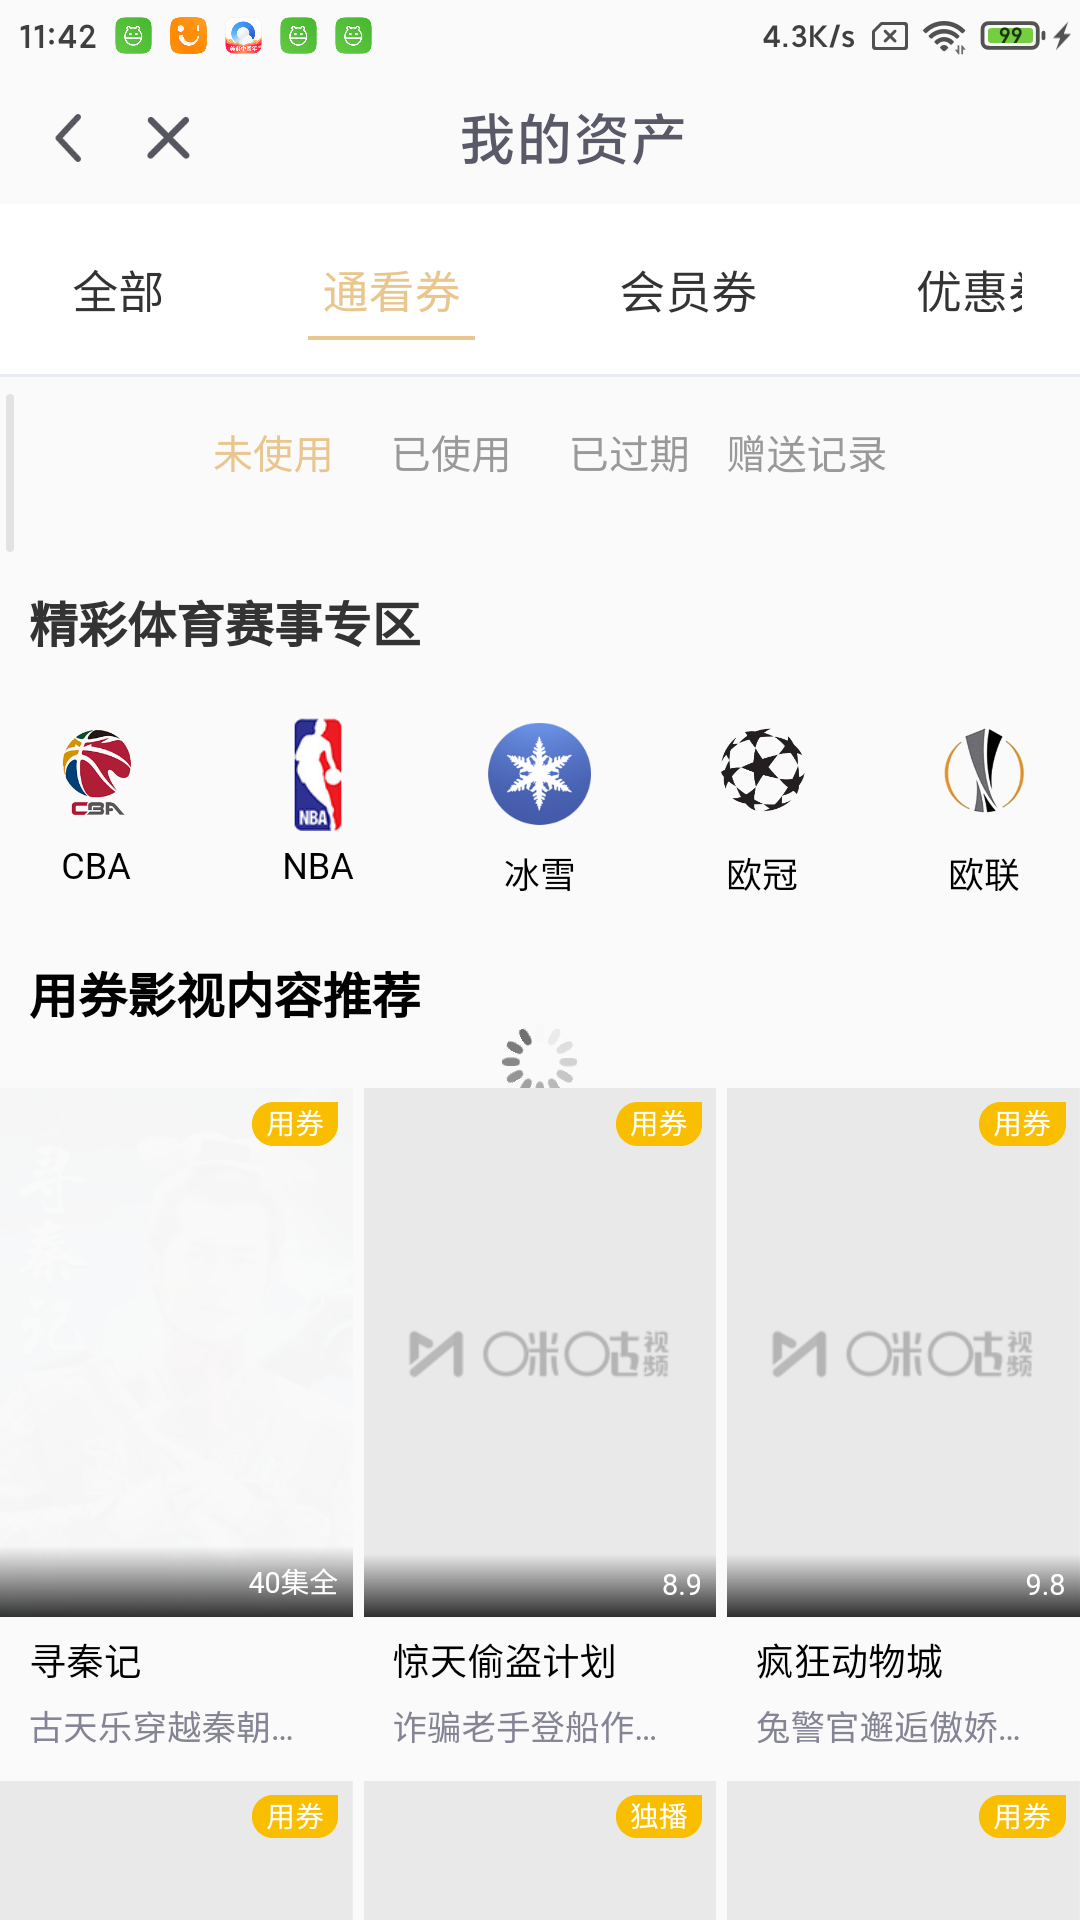 11:42 4.3K/s 99
我的资产
全部 通看券 会员券 优惠券
未使用 已使用 已过期 赠送记录
精彩体育赛事专区
CBA NBA
CBA NBA 冰雪 欧冠 欧联
用券影视内容推荐
用券 用券 用券
寻秦记
咪咕视频 咪咕视频
40集全 8.9 9.8
寻秦记 惊天偷盗计划 疯狂动物城
古天乐穿越秦朝... 诈骗老手登船作... 兔警官邂逅傲娇...
用券 独播 用券